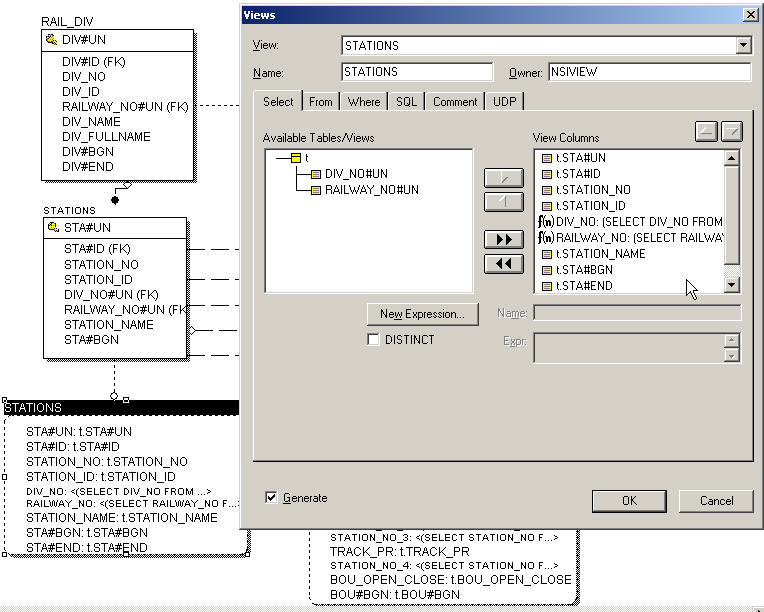 RAIL_DIV
DIV#UN
DIV#ID (FK)
DIV_NO
DIV_ID
RAILWAY_NO#UN (FK)
DIV_NAME
DIV_FULLNAME
DIV#BGN
DIV#END
STATIONS
STA#UN
STA#ID (FK)
STATION_NO
STATION_ID
DIV_NO#UN (FK)
RAILWAY_NO#UN (FK
STATION_NAME
STA#BGN
STATIONS
STA#UN: t.STA#UN
STA#ID: t.STA#ID
STATION_NO: t.STATION_NO
STATION_ID: t.STATION_ID
DIV_NO: <(SELECT DIV_NO FROM ...>
RAILWAY_NO: <(SELECT RAILWAY_NO F...>
STATION_NAME: t.STATION_NAME
STA#BGN: t.STA#BGN
STA#END: t.STA#END
Views
View:
STATIONS
Name:
STATIONS
Owner:
NSIVIEW
Select
From
Where
SQL
Comment
UDP
Available Tables/Views
t
DIV_NO#UN
RAILWAY_NO#UN
View Columns
t.STA#UN
t.STA#ID
t.STATION_NO
t.STATION_ID
f(n) DIV_NO: (SELECT DIV_NO FROM
f(n) RAILWAY_NO: (SELECT RAILWAY
t.STATION_NAME
t.STA#BGN
t.STA#END
New Expression...
DISTINCT
Name:
Expr:
Generate
OK
Cancel
STATION_NO_3: <(SELECT STATION_NO F...>
TRACK_PR: t.TRACK_PR
STATION_NO_4: <(SELECT STATION_NO F...>
BOU_OPEN_CLOSE: t.BOU_OPEN_CLOSE
BOU#BGN: t.BOU#BGN